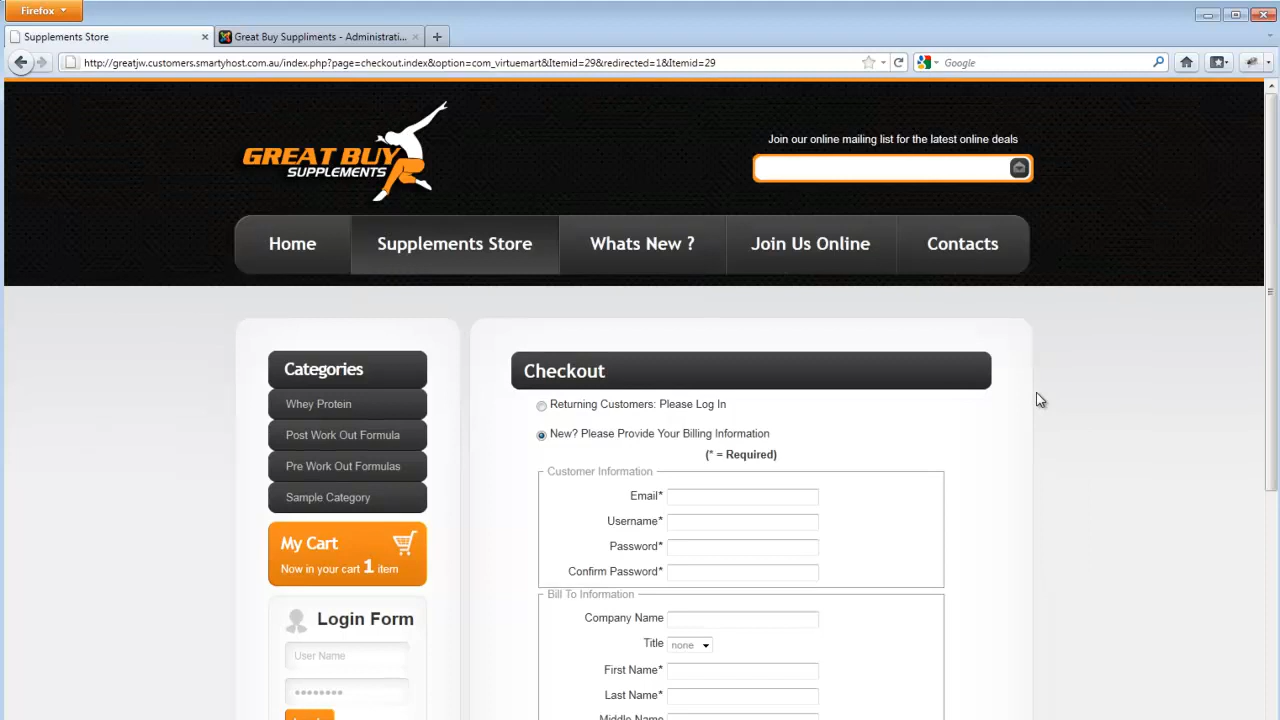 Firefox
Supplements Store
Great Buy Suppliments - Administrati...
http://greatjw.customers.smartyhost.com.au/index.php?page=checkout.index&option=com_virtuemart&Itemid=29&redirected=1&Itemid=29
Google
GREAT BUY
SUPPLEMENTS
Join our online mailing list for the latest online deals
Home
Supplements Store
Whats New ?
Join Us Online
Contacts
Categories
Whey Protein
Post Work Out Formula
Pre Work Out Formulas
Sample Category
My Cart
Now in your cart 1 item
Login Form
User Name
Checkout
Returning Customers: Please Log In
New? Please Provide Your Billing Information
(* = Required)
Customer Information
Email*
Username*
Password*
Confirm Password*
Bill To Information
Company Name
Title
none
First Name*
Last Name*
Middle Name